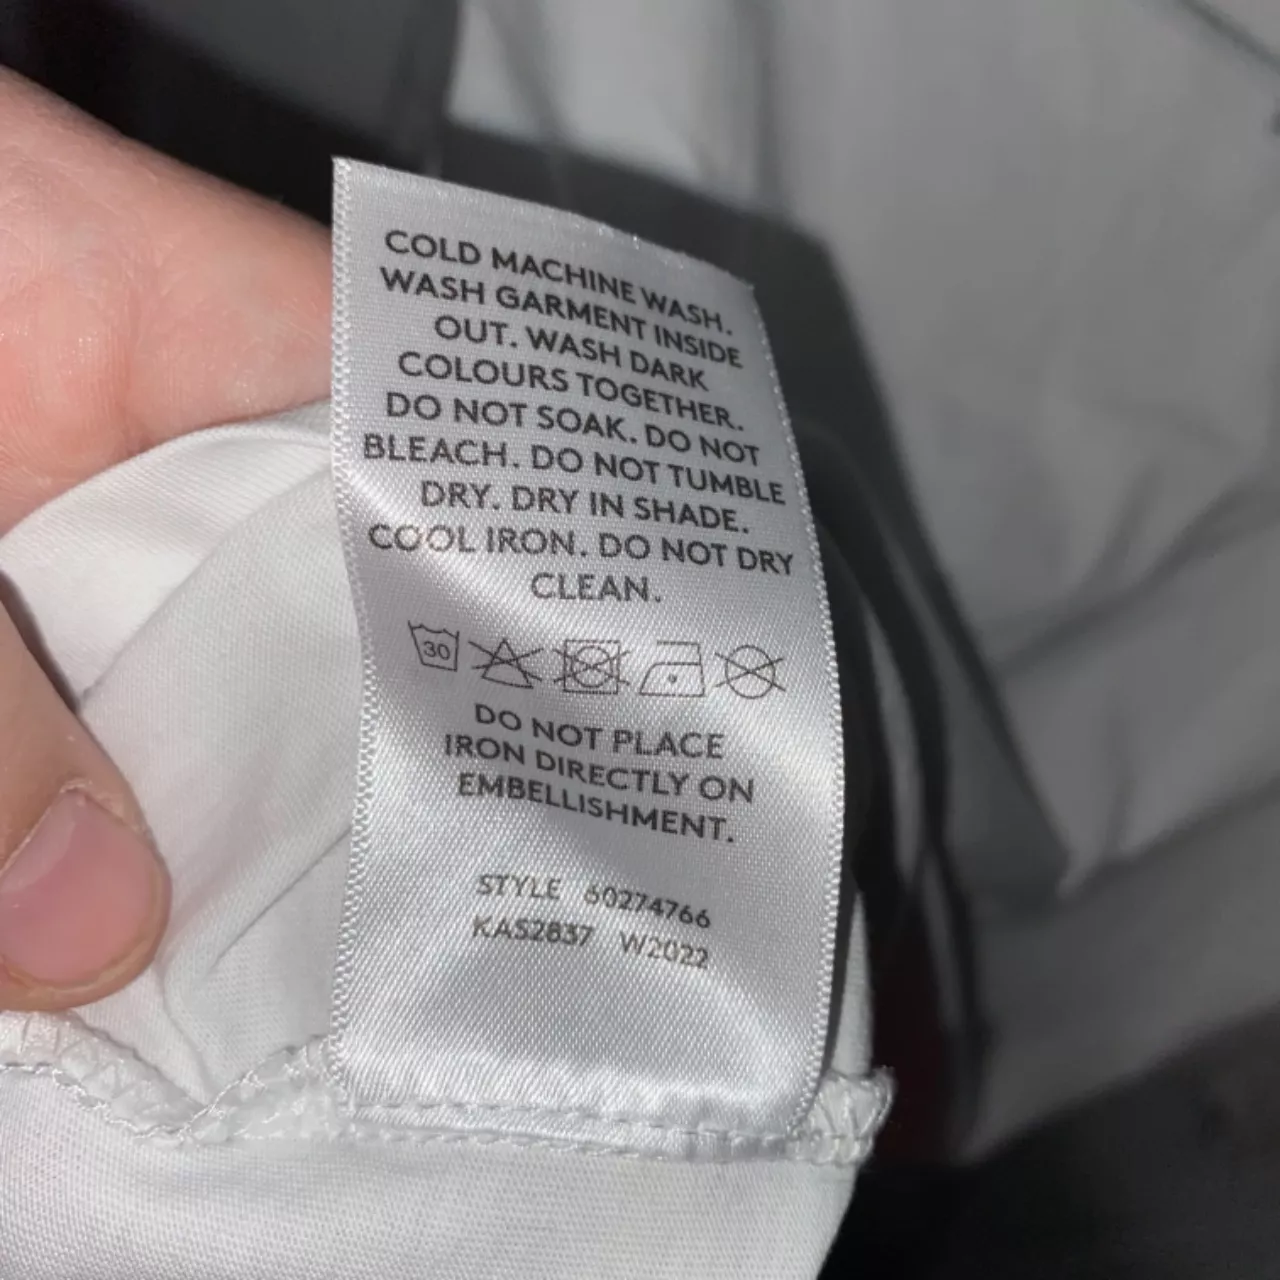 COLD MACHINE WASH.
WASH GARMENT INSIDE
OUT. WASH DARK
COLOURS TOGETHER.
DO NOT SOAK. DO NOT
BLEACH. DO NOT TUMBLE
DRY. DRY IN SHADE.
COOL IRON. DO NOT DRY
CLEAN.
30
DO NOT PLACE
IRON DIRECTLY ON
EMBELLISHMENT.
STYLE 60274766
KAS2837 W2022